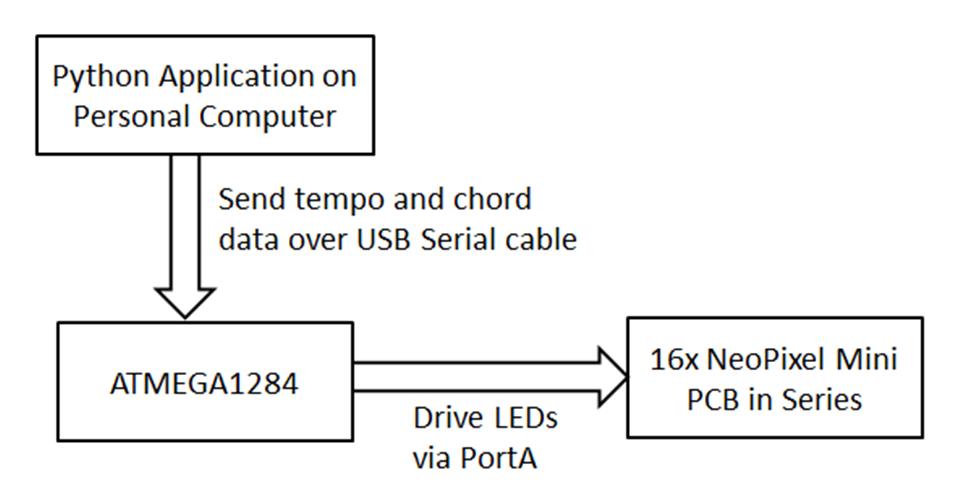 Python Application on
Personal Computer
Send tempo and chord
data over USB Serial cable
ATMEGA1284
Drive LEDs
via PortA
16x NeoPixel Mini
PCB in Series